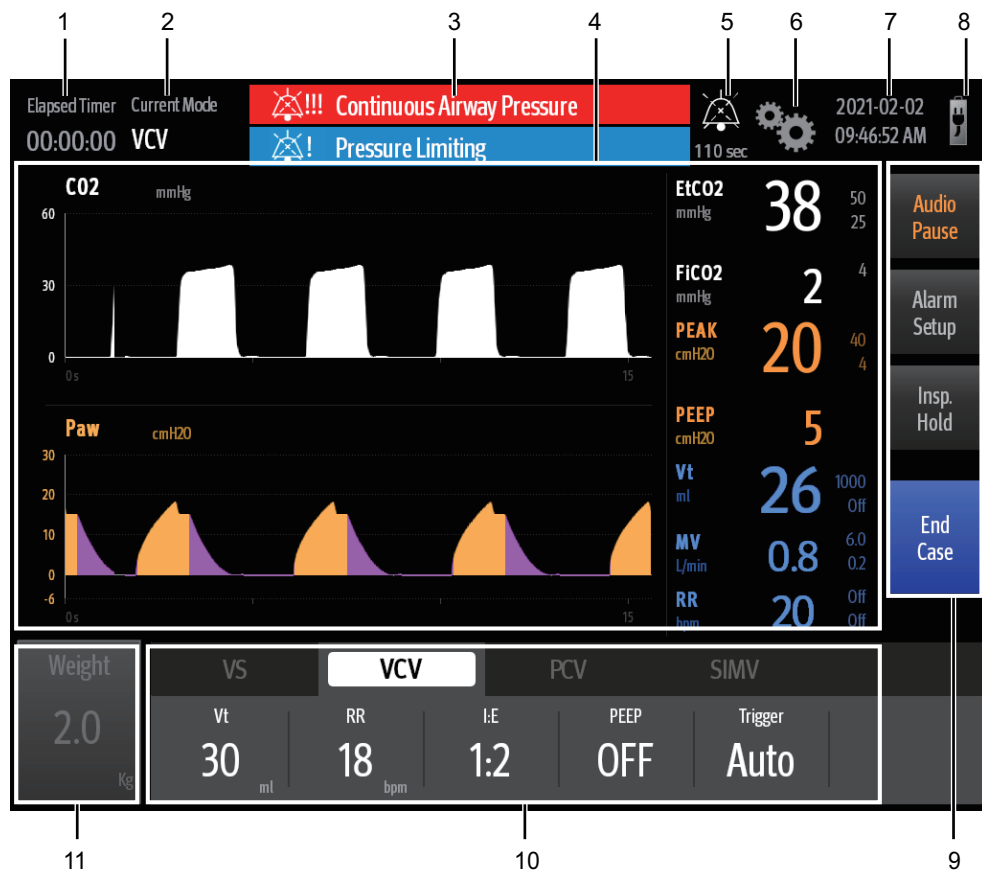 1 2 3 4 5 6 7 8
Elapsed Timer
00:00:00
Current Mode
VCV
!!! Continuous Airway Pressure
! Pressure Limiting
110 sec
2021-02-02
09:46:52 AM
CO2 mmHg
60
30
0
0 s 15
Paw cmH2O
30
20
10
0
-6
0 s 15
EtCO2
mmHg
38
50
25
FiCO2
mmHg
2
4
PEAK
cmH2O
20
40
4
PEEP
cmH2O
5
Vt
ml
26
1000
Off
MV
L/min
0.8
6.0
0.2
RR
bpm
20
Off
Off
Audio
Pause
Alarm
Setup
Insp.
Hold
End
Case
Weight
2.0
Kg
VS VCV PCV SIMV
Vt
30
ml
RR
18
bpm
I:E
1:2
PEEP
OFF
Trigger
Auto
11 10 9